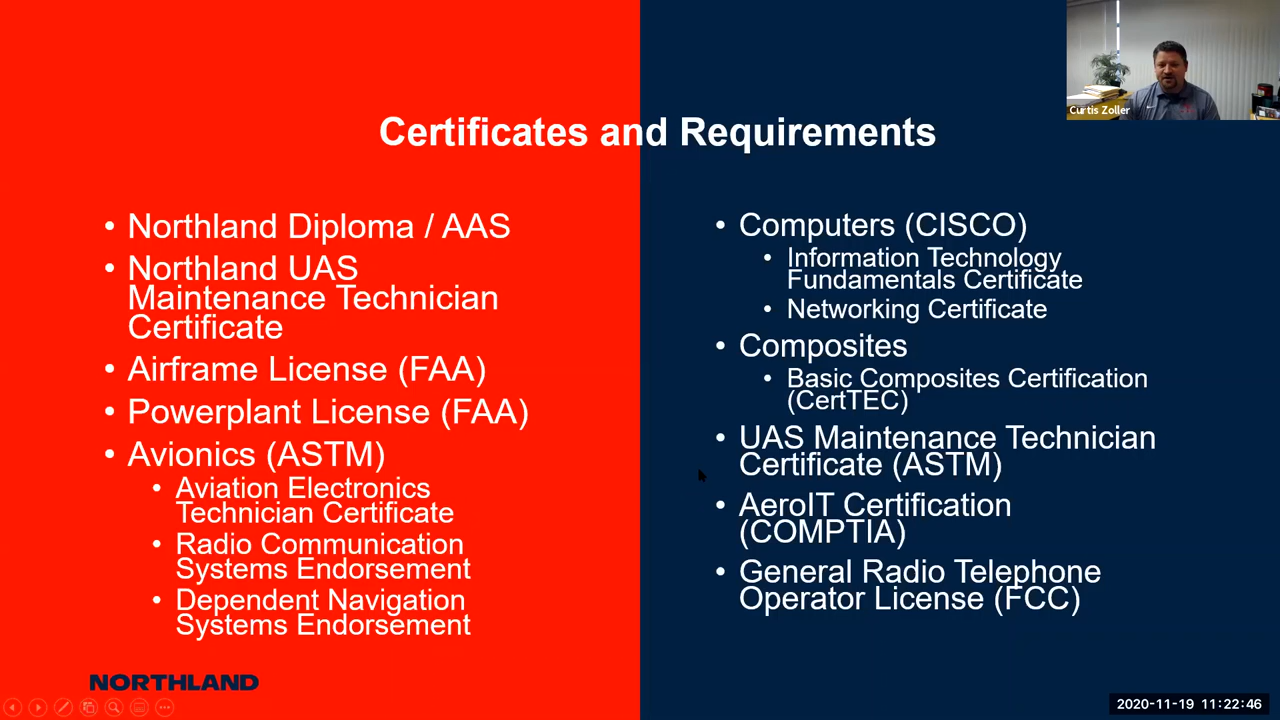 Certificates and Requirements
Curtis Zoller
• Northland Diploma / AAS
• Northland UAS
Maintenance Technician
Certificate
• Airframe License (FAA)
• Powerplant License (FAA)
• Avionics (ASTM)
• Aviation Electronics
Technician Certificate
• Radio Communication
Systems Endorsement
• Dependent Navigation
Systems Endorsement
• Computers (CISCO)
• Information Technology
Fundamentals Certificate
• Networking Certificate
• Composites
• Basic Composites Certification
(CertTEC)
• UAS Maintenance Technician
Certificate (ASTM)
• AeroIT Certification
(COMPTIA)
• General Radio Telephone
Operator License (FCC)
NORTHLAND
2020-11-19 11:22:46